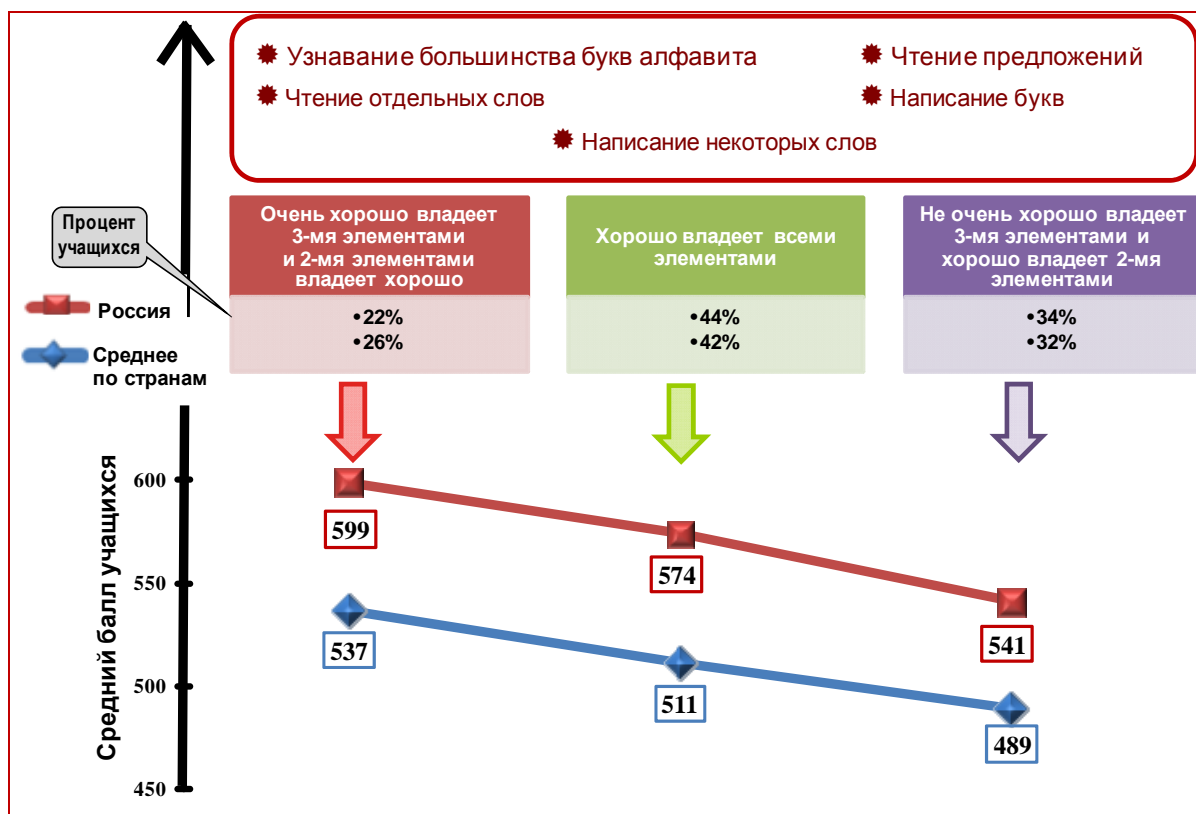 Узнавание большинства букв алфавита
Чтение предложений
Чтение отдельных слов
Написание букв
Написание некоторых слов
Процент
учащихся
Очень хорошо владеет
3-мя элементами
и 2-мя элементами
владеет хорошо
Хорошо владеет всеми
элементами
Не очень хорошо владеет
3-мя элементами и
хорошо владеет 2-мя
элементами
Россия
•22%
•44%
•34%
Среднее
по странам
•26%
•42%
•32%
Средний балл учащихся
600
550
500
450
599
574
541
537
511
489